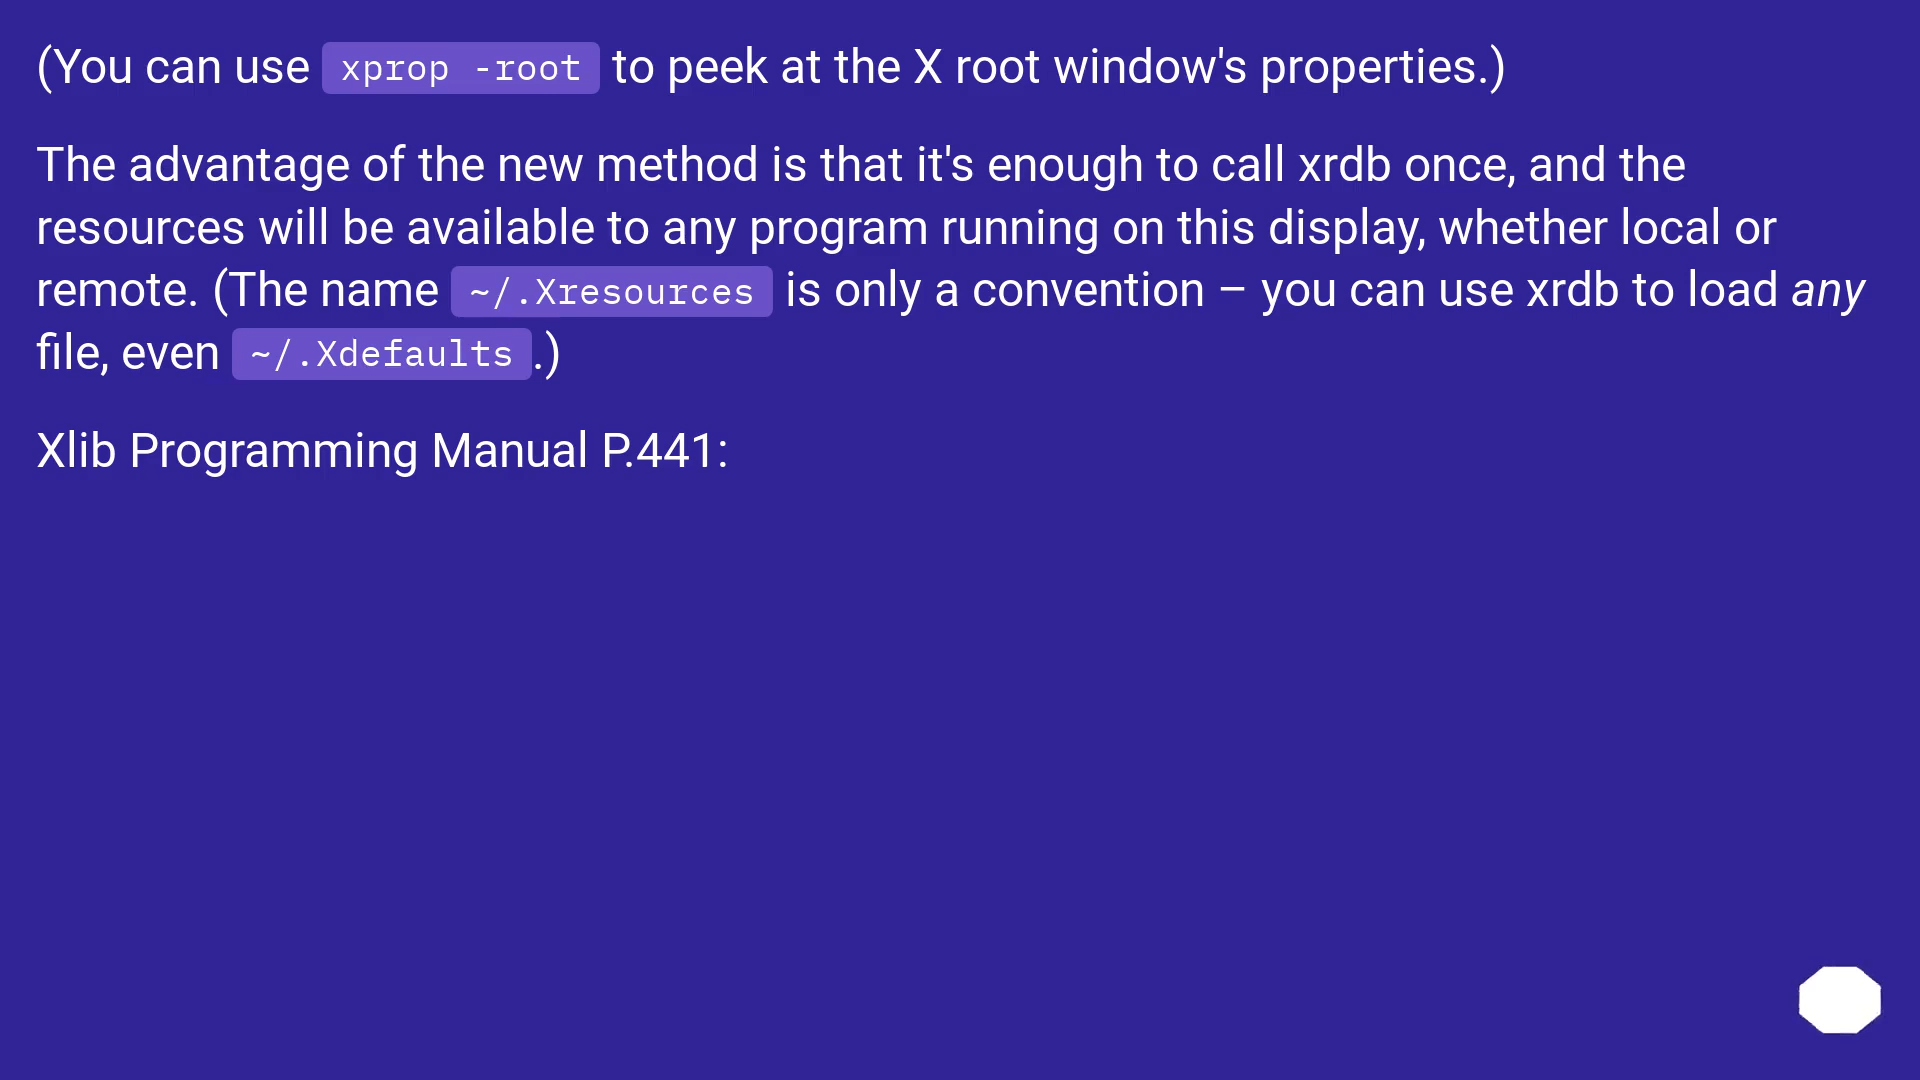 (You can use xprop -root to peek at the X root window's properties.)
The advantage of the new method is that it's enough to call xrdb once, and the
resources will be available to any program running on this display, whether local or
remote. (The name ~/.Xresources is only a convention – you can use xrdb to load any
file, even ~/.Xdefaults.)
Xlib Programming Manual P.441: